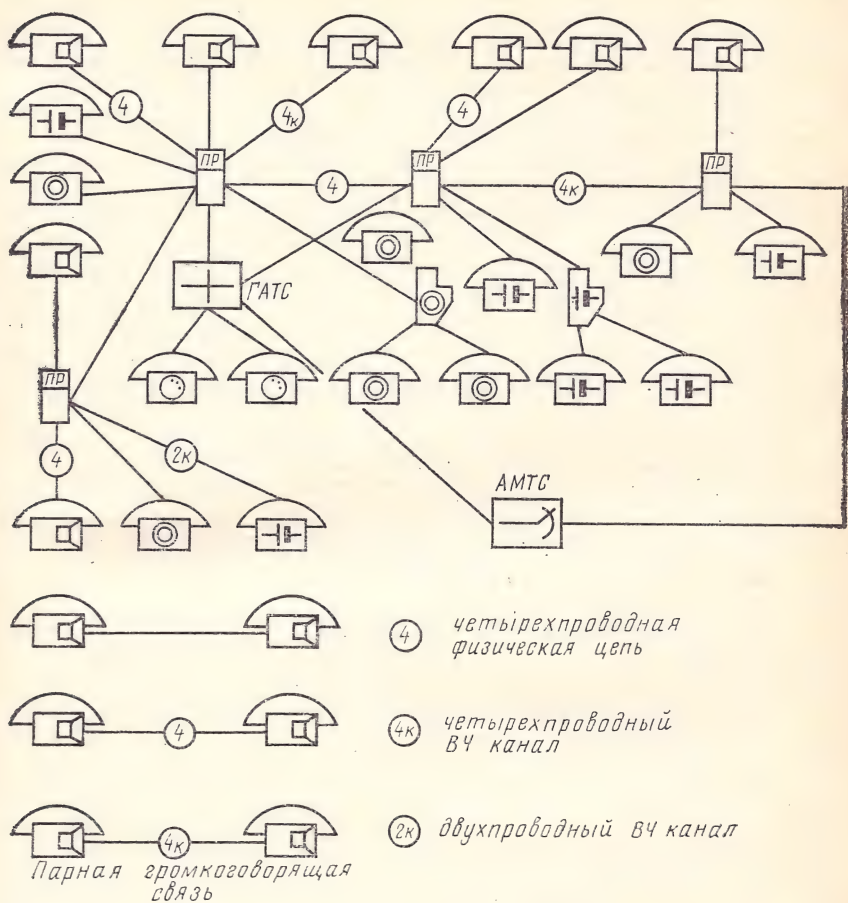 4
4к
4
ПР
ПР
ПР
4
4к
ГАТС
ПР
4
2к
АМТС
4
четырехпроводная
физическая цепь
4
4к
четырехпроводный
ВЧ канал
4к
2к
двухпроводный ВЧ канал
Парная громкоговорящая
связь